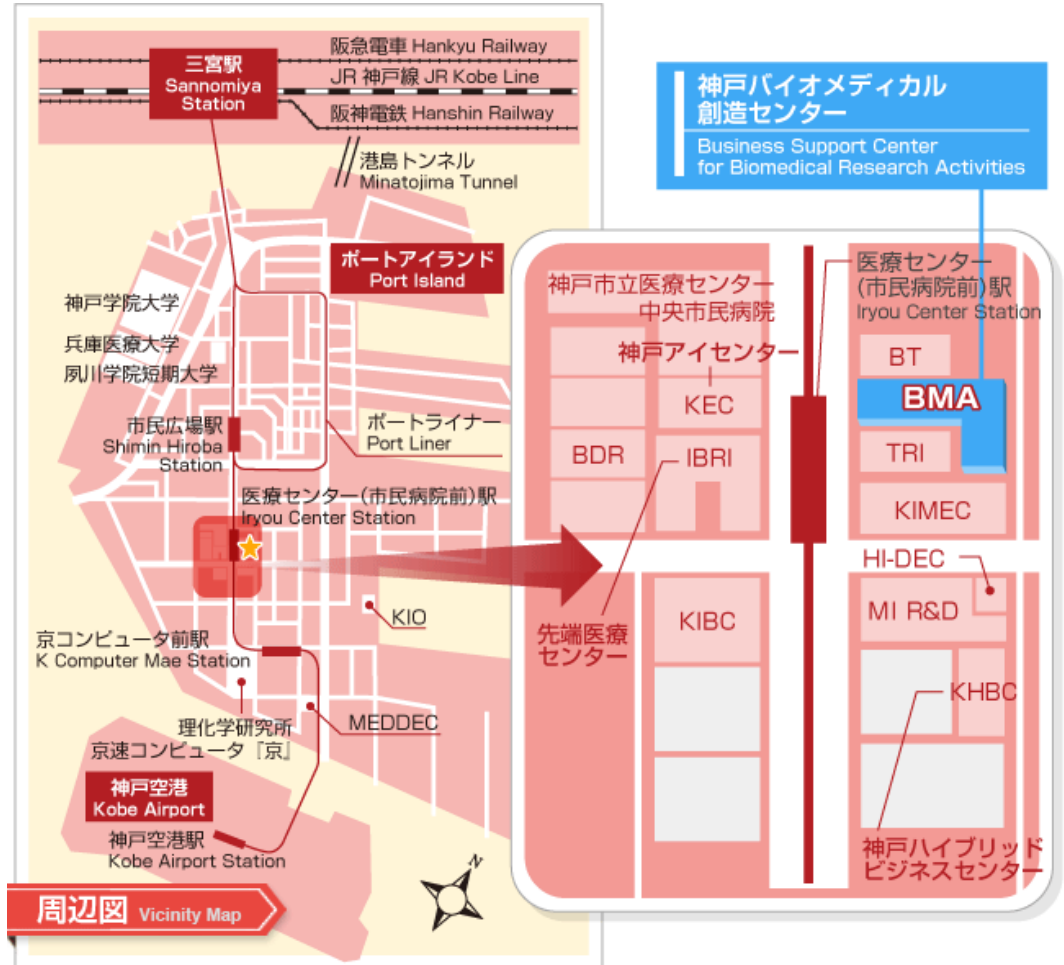 三宮駅
Sannomiya
Station
阪急電車 Hankyu Railway
JR 神戸線 JR Kobe Line
阪神電鉄 Hanshin Railway
港島トンネル
Minatojima Tunnel
ポートアイランド
Port Island
神戸学院大学
兵庫医療大学
夙川学院短期大学
市民広場駅
Shimin Hiroba
Station
ポートライナー
Port Liner
医療センター(市民病院前)駅
Iryou Center Station
KIO
京コンピュータ前駅
K Computer Mae Station
理化学研究所
京速コンピュータ『京』
MEDDEC
神戸空港
Kobe Airport
神戸空港駅
Kobe Airport Station
N
周辺図 Vicinity Map
神戸バイオメディカル
創造センター
Business Support Center
for Biomedical Research Activities
神戸市立医療センター
中央市民病院
神戸アイセンター
KEC
BDR
IBRI
医療センター
(市民病院前)駅
Iryou Center Station
BT
BMA
TRI
KIMEC
HI-DEC
MI R&D
KIBC
先端医療
センター
KHBC
神戸ハイブリッド
ビジネスセンター